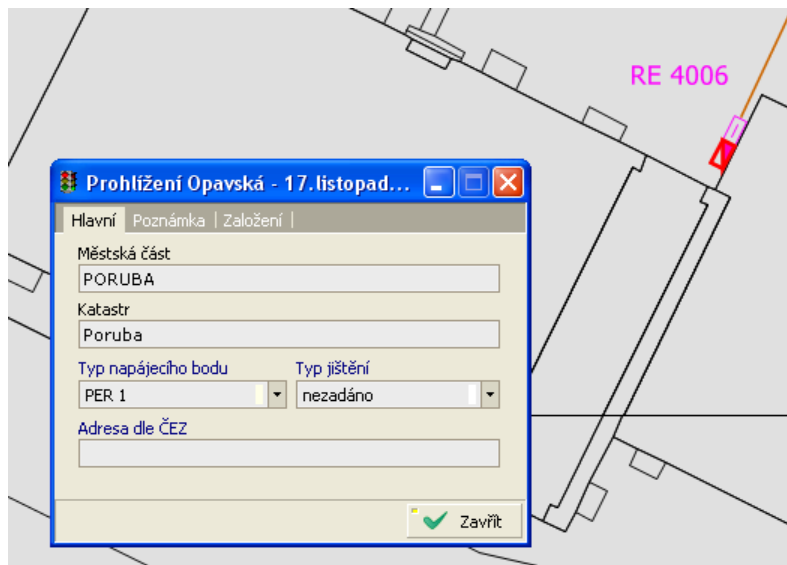 RE 4006
Prohlížení Opavská - 17.listopad...
Hlavní Poznámka Založení
Městská část
PORUBA
Katastr
Poruba
Typ napájecího bodu Typ jištění
PER 1 nezadáno
Adresa dle ČEZ
Zavřít